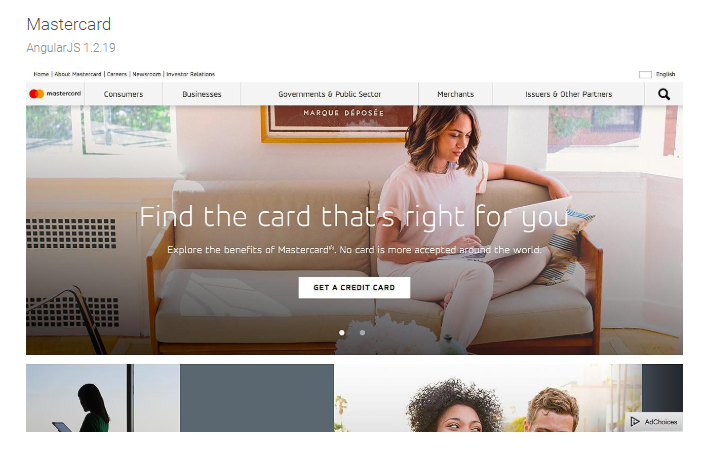 Mastercard
AngularJS 1.2.19
Home | About Mastercard | Careers | Newsroom | Investor Relations
English
mastercard Consumers Businesses Governments & Public Sector Merchants Issuers & Other Partners
MARQUE DÉPOSÉE
Find the card that's right for you
Explore the benefits of Mastercard®. No card is more accepted around the world.
GET A CREDIT CARD
AdChoices